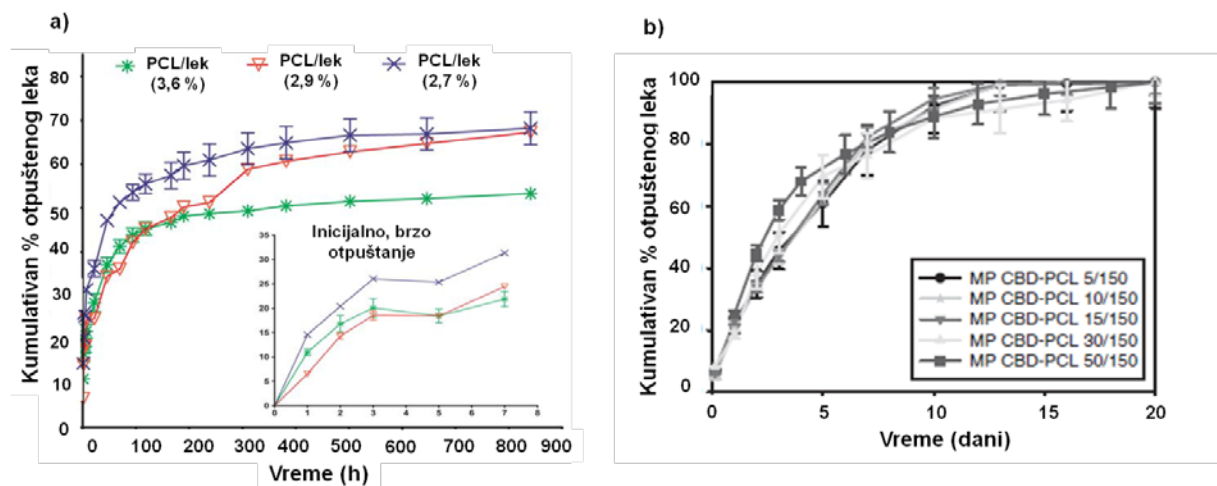 a)
PCL/lek PCL/lek PCL/lek
(3,6 %) (2,9 %) (2,7 %)
Kumulativan % otpuštenog leka
80
70
60
50
40
30
20
10
0
0 100 200 300 400 500 600 700 800 900
Vreme (h)
Inicijalno, brzo
otpuštanje
35
30
25
20
15
10
5
0
0 1 2 3 4 5 6 7 8
b)
Kumulativan % otpuštenog leka
100
80
60
40
20
0
0 5 10 15 20
Vreme (dani)
MP CBD-PCL 5/150
MP CBD-PCL 10/150
MP CBD-PCL 15/150
MP CBD-PCL 30/150
MP CBD-PCL 50/150